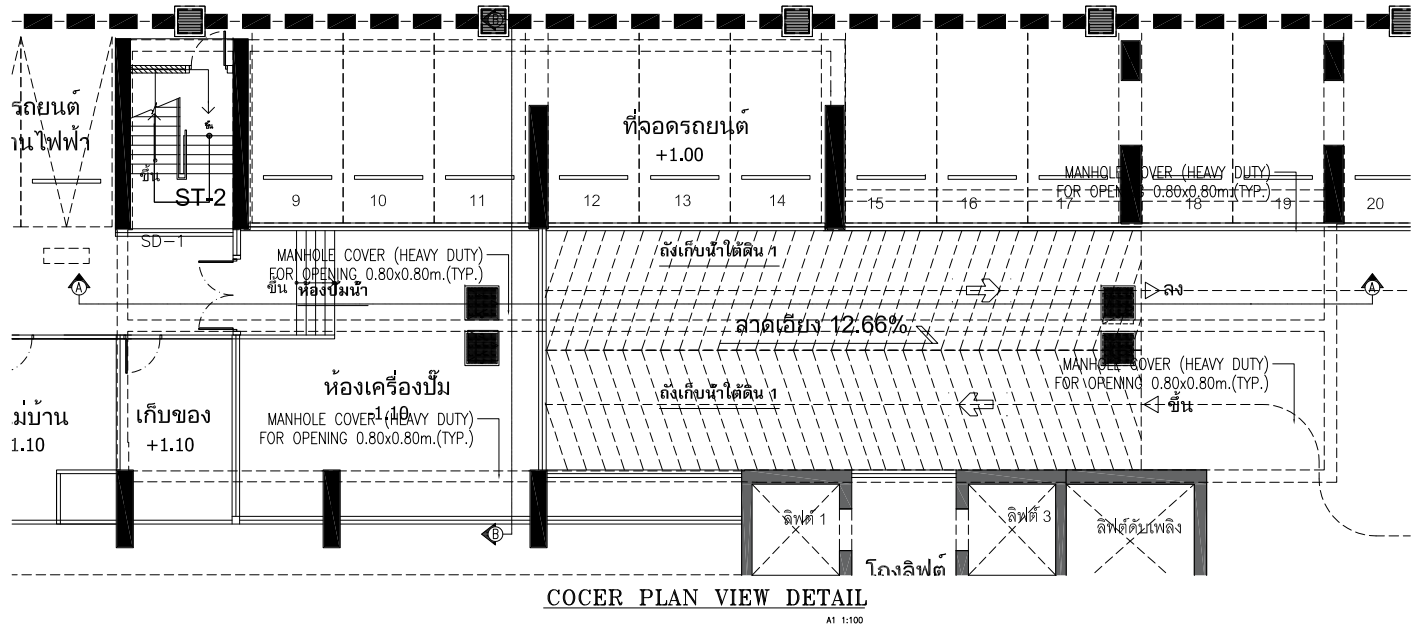 B
รถยนต์
านไฟฟ้า
ที่จอดรถยนต์
+1.00
ขึ้น
ขึ้น
ST-2
MANHOLE COVER (HEAVY DUTY)
FOR OPENING 0.80x0.80m.(TYP.)
9
10
11
12
13
14
15
16
17
18
19
20
SD-1
MANHOLE COVER (HEAVY DUTY)
FOR OPENING 0.80x0.80m.(TYP.)
ถังเก็บน้ำใต้ดิน 1
A
ขึ้น
ห้องปั๊มน้ำ
ลง
A
ลาดเอียง 12.66%
MANHOLE COVER (HEAVY DUTY)
FOR OPENING 0.80x0.80m.(TYP.)
ห้องเครื่องปั๊ม
-1.10
ถังเก็บน้ำใต้ดิน 1
ขึ้น
ม่บ้าน
1.10
เก็บของ
+1.10
MANHOLE COVER (HEAVY DUTY)
FOR OPENING 0.80x0.80m.(TYP.)
B
ลิฟต์ 1
ลิฟต์ 3
ลิฟต์ดับเพลิง
โถงลิฟต์
COCER PLAN VIEW DETAIL
A1 1:100